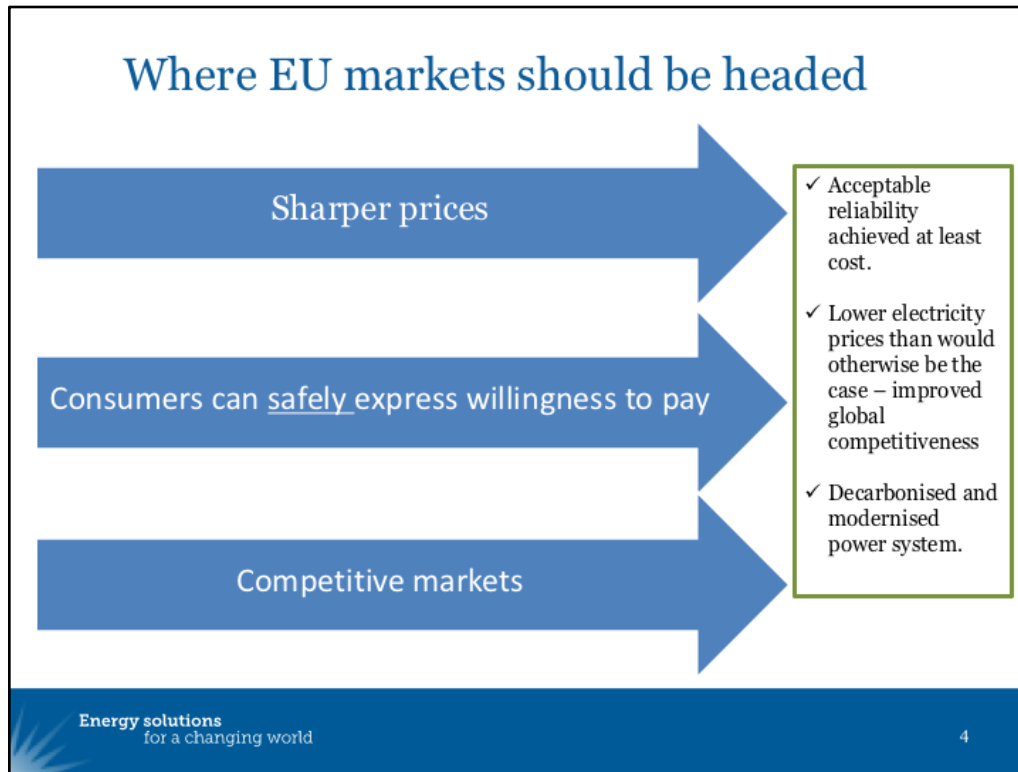 Where EU markets should be headed
Sharper prices
Consumers can safely express willingness to pay
Competitive markets
✓ Acceptable
reliability
achieved at least
cost.
✓ Lower electricity
prices than would
otherwise be the
case – improved
global
competitiveness
✓ Decarbonised and
modernised
power system.
Energy solutions
for a changing world
4